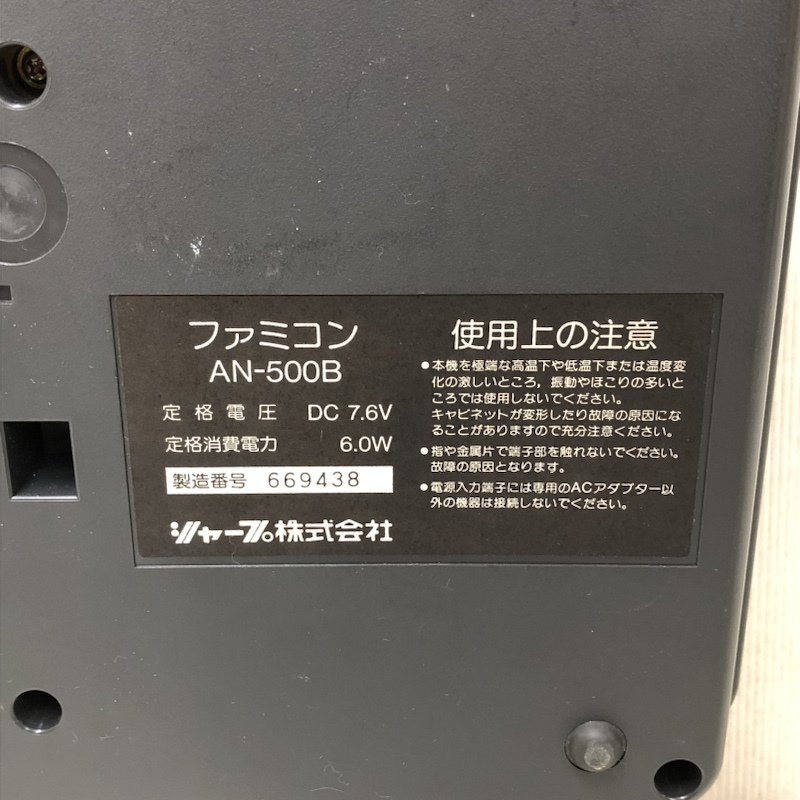 ファミコン
AN-500B
定格電圧 DC 7.6V
定格消費電力 6.0W
製造番号 669438
シャープ株式会社
使用上の注意
●本機を極端な高温下や低温下または温度変
化の激しいところ，振動やほこりの多いと
ころでは使用しないでください。
キャビネットが変形したり故障の原因にな
ることがありますので充分注意ください。
●指や金属片で端子部を触れないでください。
故障の原因となります。
●電源入力端子には専用のACアダプター以
外の機器は接続しないでください。